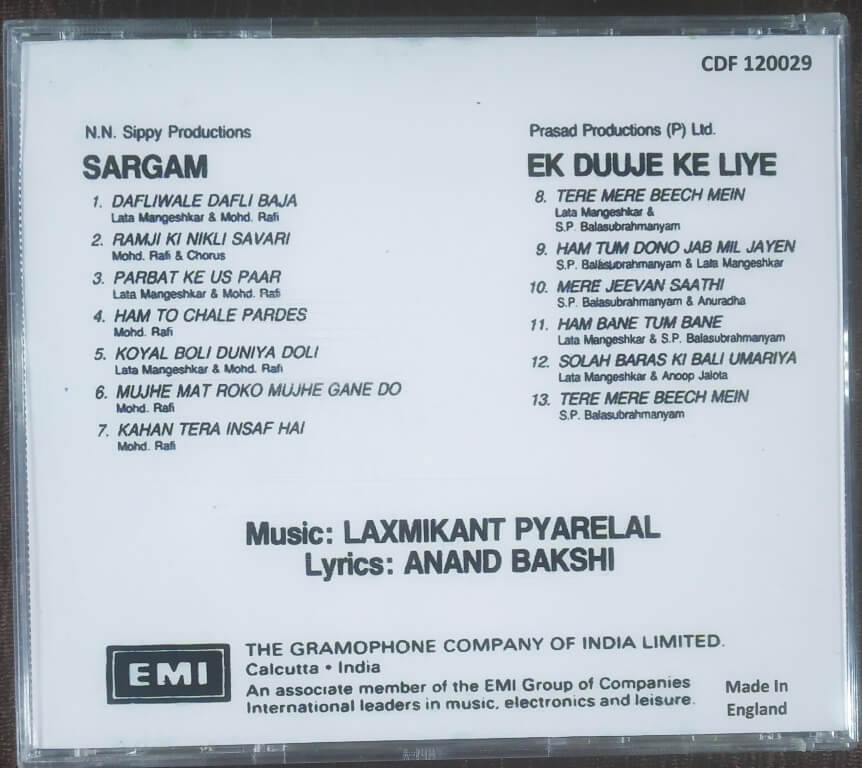 CDF 120029
N.N. Sippy Productions
SARGAM
1. DAFLIWALE DAFLI BAJA
Lata Mangeshkar & Mohd. Rafi
2. RAMJI KI NIKLI SAVARI
Mohd. Rafi & Chorus
3. PARBAT KE US PAAR
Lata Mangeshkar & Mohd. Rafi
4. HAM TO CHALE PARDES
Mohd. Rafi
5. KOYAL BOLI DUNIYA DOLI
Lata Mangeshkar & Mohd. Rafi
6. MUJHE MAT ROKO MUJHE GANE DO
Mohd. Rafi
7. KAHAN TERA INSAF HAI
Mohd. Rafi
Prasad Productions (P) Ltd.
EK DUUJE KE LIYE
8. TERE MERE BEECH MEIN
Lata Mangeshkar &
S.P. Balasubrahmanyam
9. HAM TUM DONO JAB MIL JAYEN
S.P. Balasubrahmanyam & Lata Mangeshkar
10. MERE JEEVAN SAATHI
S.P. Balasubrahmanyam & Anuradha
11. HAM BANE TUM BANE
Lata Mangeshkar & S.P. Balasubrahmanyam
12. SOLAH BARAS KI BALI UMARIYA
Lata Mangeshkar & Anoop Jalota
13. TERE MERE BEECH MEIN
S.P. Balasubrahmanyam
Music: LAXMIKANT PYARELAL
Lyrics: ANAND BAKSHI
EMI
THE GRAMOPHONE COMPANY OF INDIA LIMITED.
Calcutta • India
An associate member of the EMI Group of Companies
International leaders in music, electronics and leisure.
Made In
England